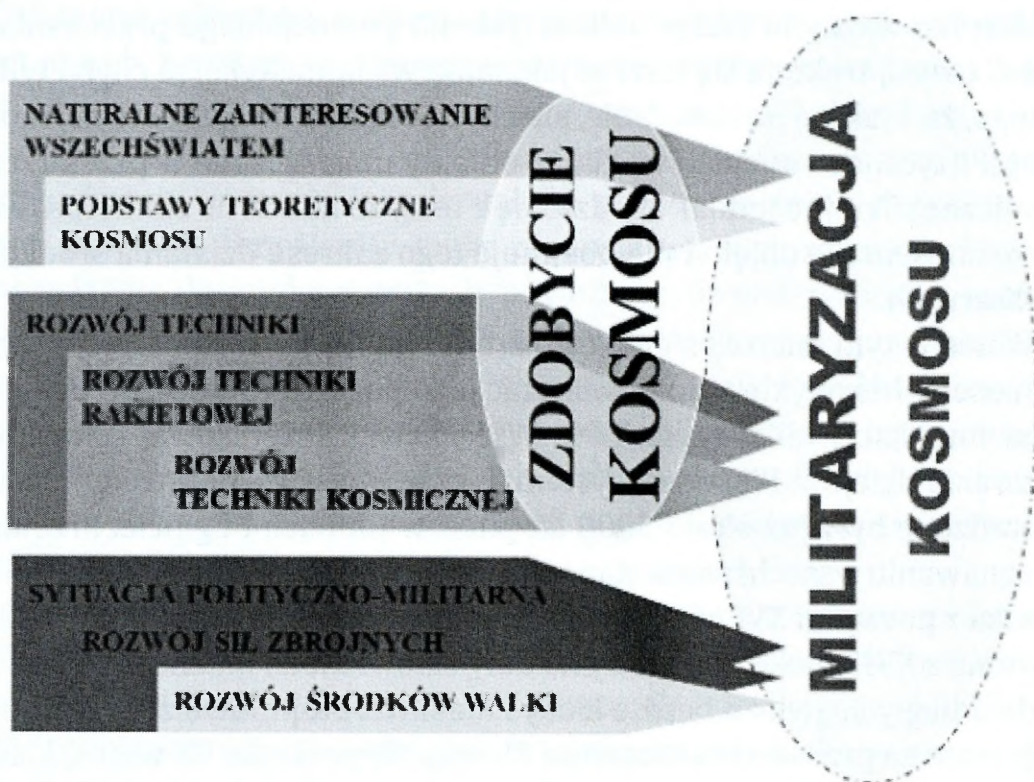 NATURALNE ZAINTERESOWANIE
WSZECHŚWIATEM
PODSTAWY TEORETYCZNE
KOSMOSU
ROZWÓJ TECHNIKI
ROZWÓJ TECHNIKI
RAKIETOWEJ
ROZWÓJ
TECHNIKI KOSMICZNEJ
SYTUACJA POLITYCZNO-MILITARNA
ROZWÓJ SIŁ ZBROJNYCH
ROZWÓJ ŚRODKÓW WALKI
ZDOBYCIE
KOSMOSU
MILITARYZACJA
KOSMOSU